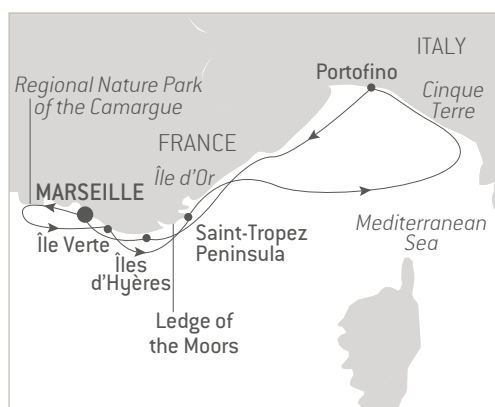 ITALY
Portofino
Regional Nature Park
of the Camargue
Cinque
Terre
FRANCE
Île d'Or
MARSEILLE
Mediterranean
Sea
Île Verte
Saint-Tropez
Peninsula
Îles
d'Hyères
Ledge of
the Moors